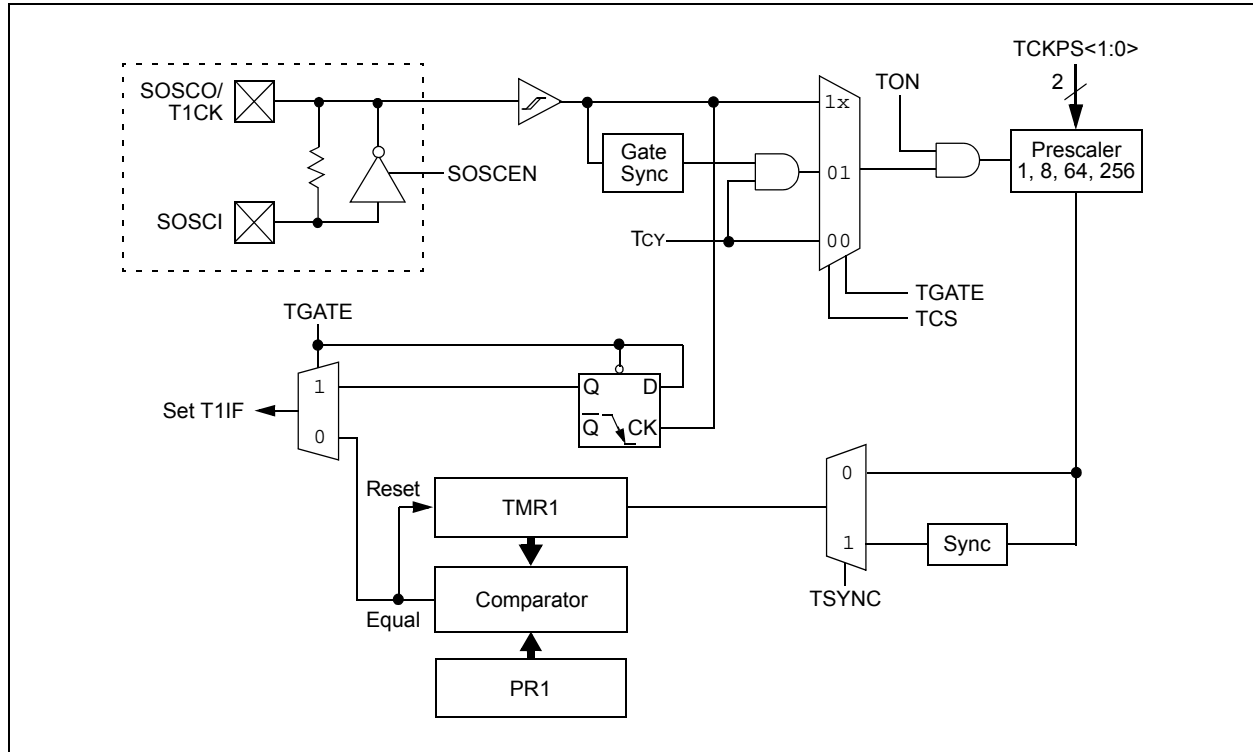 TCKPS<1:0>
2
TON
SOSCO/
T1CK
1x
Gate
Sync
Prescaler
1, 8, 64, 256
SOSCEN
01
SOSCI
TCY
00
TGATE
TCS
TGATE
1
Q
D
Set T1IF
Q
CK
0
Reset
TMR1
0
1
Sync
Comparator
TSYNC
Equal
PR1